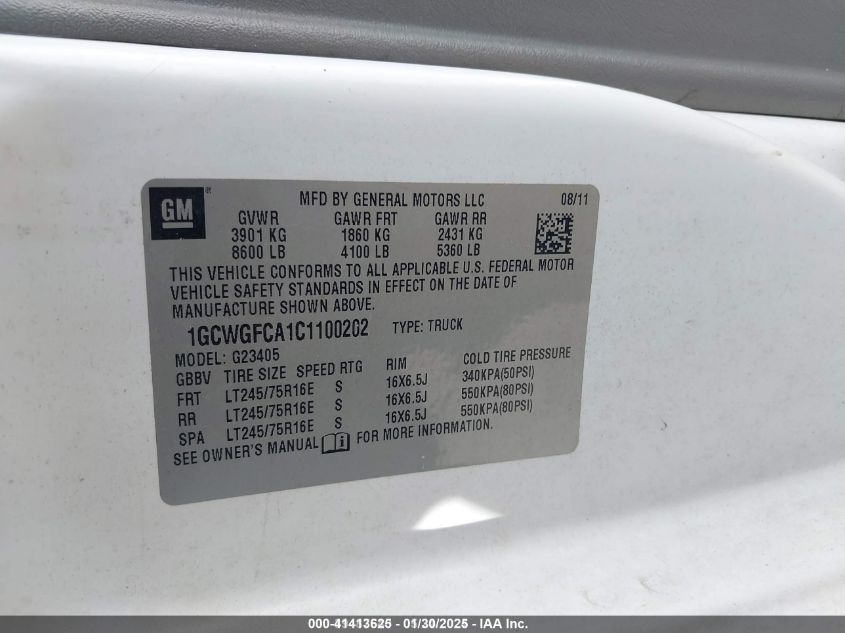 GM ®
MFD BY GENERAL MOTORS LLC 08/11
GVWR GAWR FRT GAWR RR
3901 KG 1860 KG 2431 KG
8600 LB 4100 LB 5360 LB
THIS VEHICLE CONFORMS TO ALL APPLICABLE U.S. FEDERAL MOTOR
VEHICLE SAFETY STANDARDS IN EFFECT ON THE DATE OF
MANUFACTURE SHOWN ABOVE.
1GCWGFCA1C1100202 TYPE: TRUCK
MODEL: G23405
GBBV TIRE SIZE SPEED RTG RIM COLD TIRE PRESSURE
FRT LT245/75R16E S 16X6.5J 340KPA(50PSI)
RR LT245/75R16E S 16X6.5J 550KPA(80PSI)
SPA LT245/75R16E S 16X6.5J 550KPA(80PSI)
SEE OWNER'S MANUAL i FOR MORE INFORMATION.
000-41413625 - 01/30/2025 - IAA Inc.